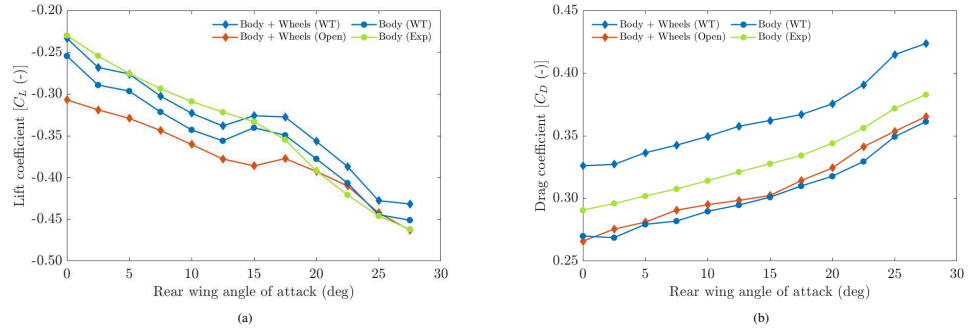 Body + Wheels (WT)
Body (WT)
Body + Wheels (Open)
Body (Exp)
-0.20
-0.25
-0.30
-0.35
-0.40
-0.45
-0.50
Lift coefficient [C_L (-)]
0 5 10 15 20 25 30
Rear wing angle of attack (deg)
(a)
Body + Wheels (WT)
Body (WT)
Body + Wheels (Open)
Body (Exp)
0.45
0.40
0.35
0.30
0.25
Drag coefficient [C_D (-)]
0 5 10 15 20 25 30
Rear wing angle of attack (deg)
(b)